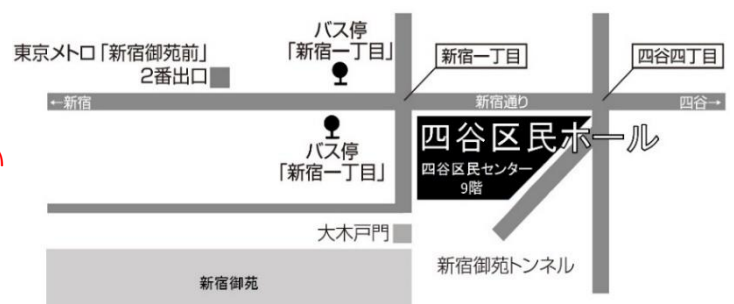 東京メトロ「新宿御苑前」
2番出口
バス停
「新宿一丁目」
新宿一丁目
四谷四丁目
←新宿
新宿通り
四谷→
バス停
「新宿一丁目」
四谷区民ホール
四谷区民センター
9階
大木戸門
新宿御苑トンネル
新宿御苑